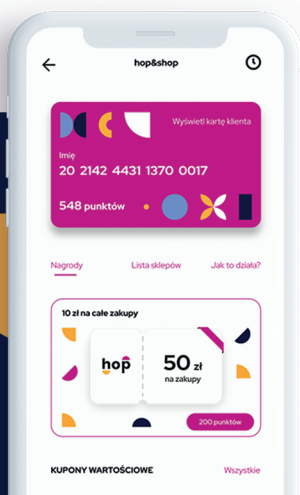 hop&shop
Wyświetl kartę klienta
Imię
20 2142 4431 1370 0017
548 punktów
Nagrody
Lista sklepów
Jak to działa?
10 zł na całe zakupy
hop
50 zł
na zakupy
200 punktów
KUPONY WARTOŚCIOWE
Wszystkie